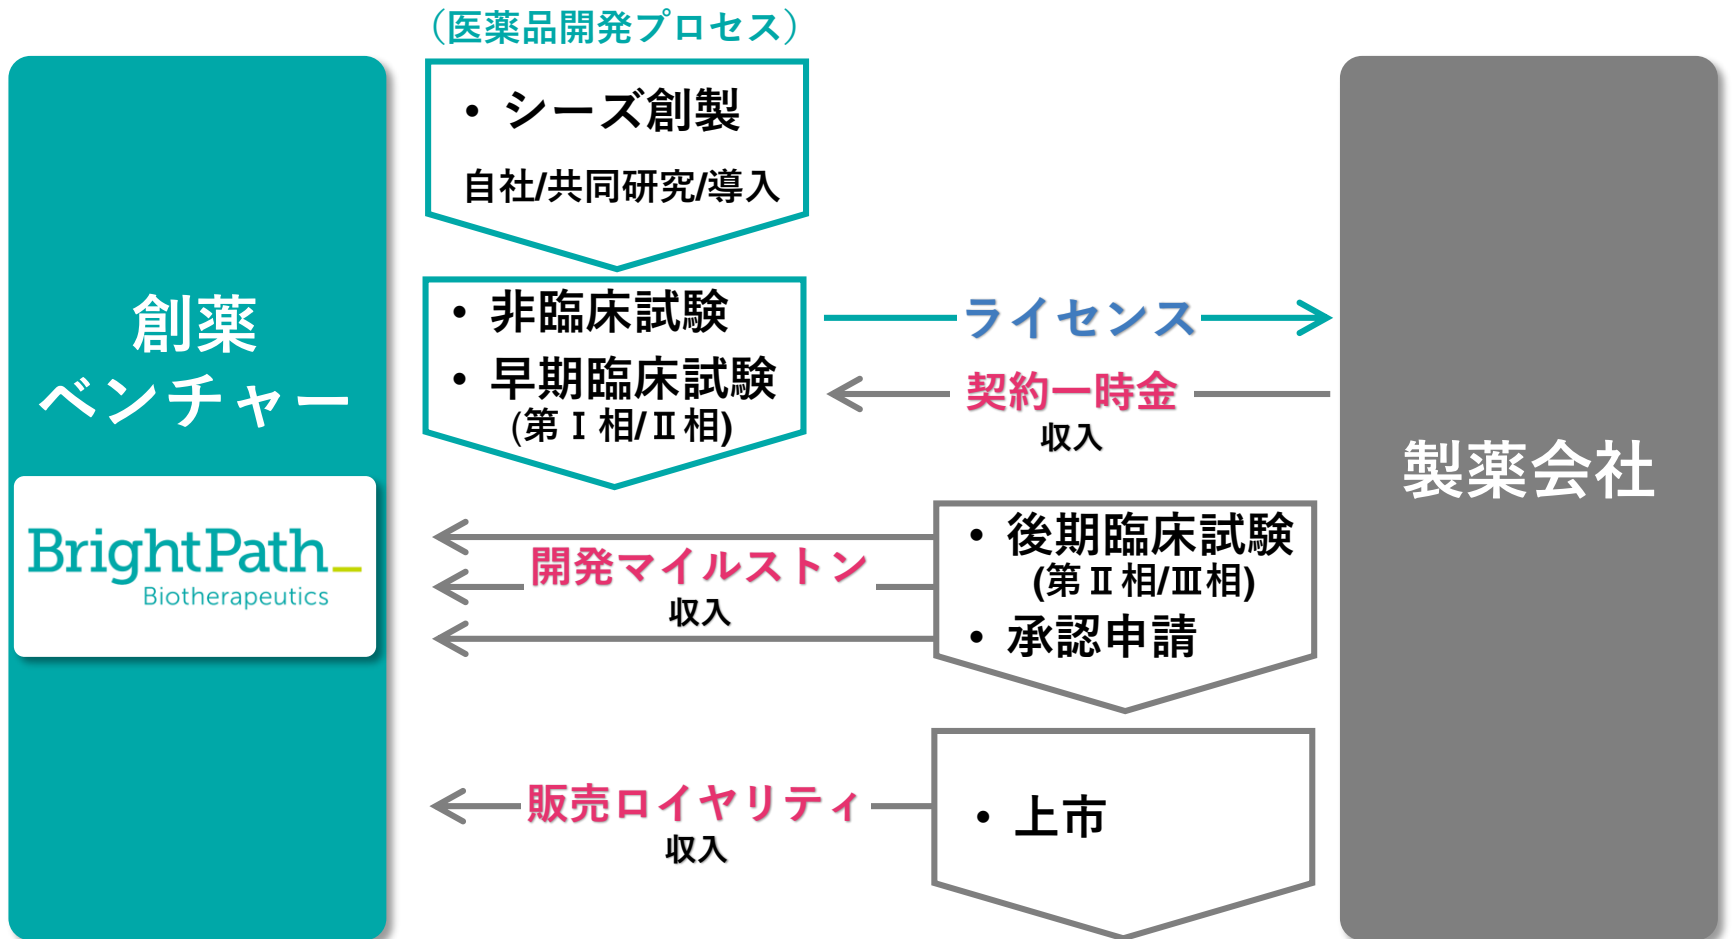 （医薬品開発プロセス）
• シーズ創製
自社/共同研究/導入
創薬
ベンチャー
BrightPath_
Biotherapeutics
• 非臨床試験
• 早期臨床試験
(第Ⅰ相/Ⅱ相)
ライセンス
契約一時金
収入
製薬会社
• 後期臨床試験
(第Ⅱ相/Ⅲ相)
• 承認申請
開発マイルストン
収入
販売ロイヤリティ
収入
• 上市